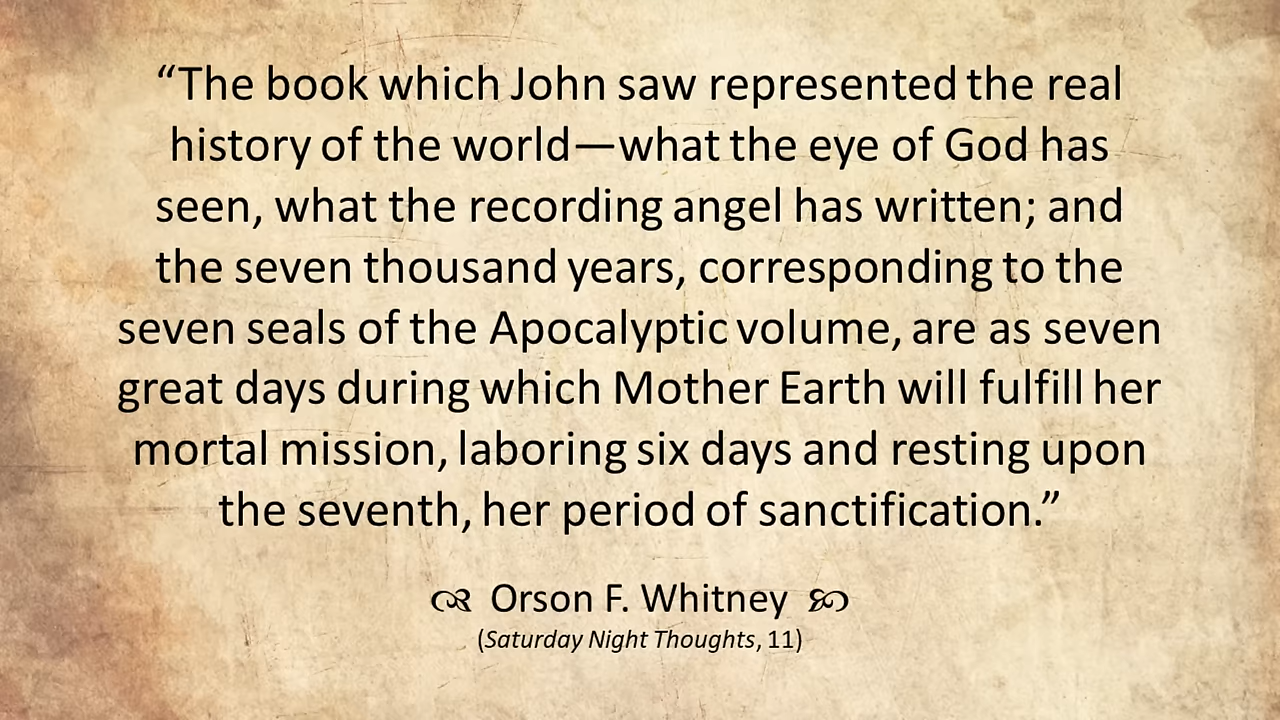 “The book which John saw represented the real
history of the world—what the eye of God has
seen, what the recording angel has written; and
the seven thousand years, corresponding to the
seven seals of the Apocalyptic volume, are as seven
great days during which Mother Earth will fulfill her
mortal mission, laboring six days and resting upon
the seventh, her period of sanctification.”
Orson F. Whitney
(Saturday Night Thoughts, 11)